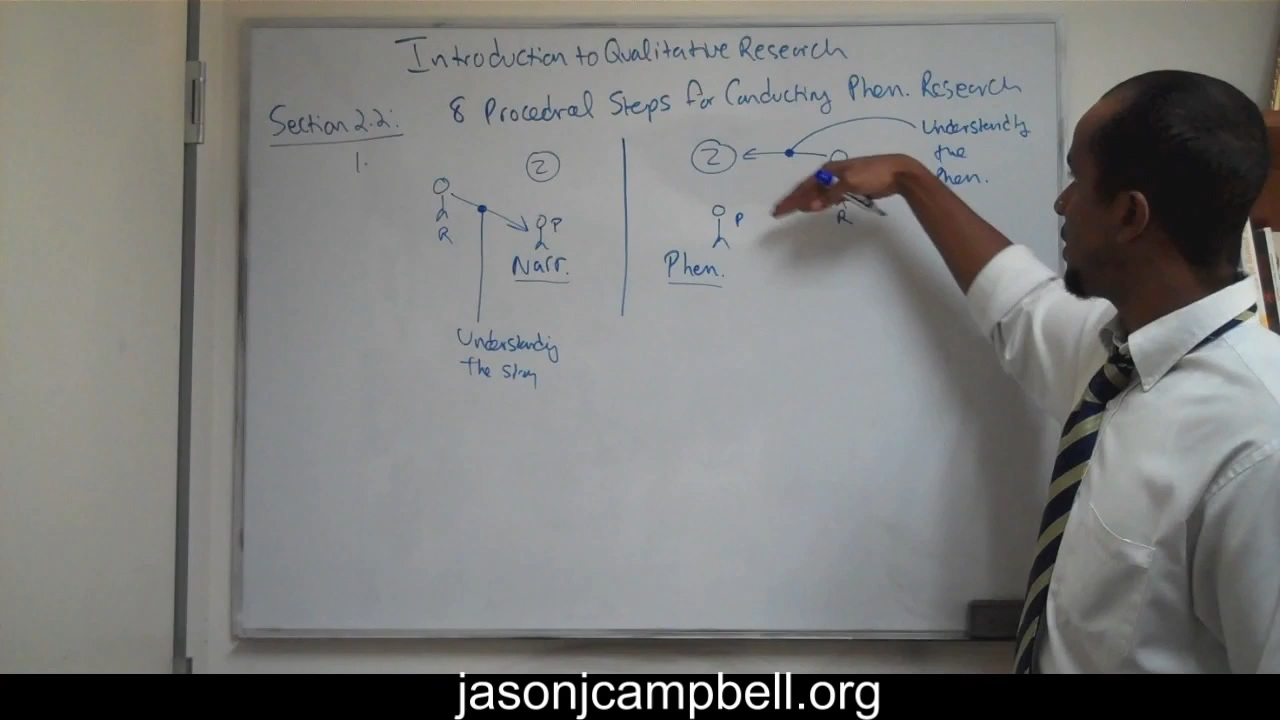 Introduction to Qualitative Research
8 Procedral Steps for Conducting Phen. Research
Section 2.2:
1.
2
R
P
Narr.
Understanding
The Story
2
Understanding
the
Phen.
P
R
Phen.
jasonjcampbell.org